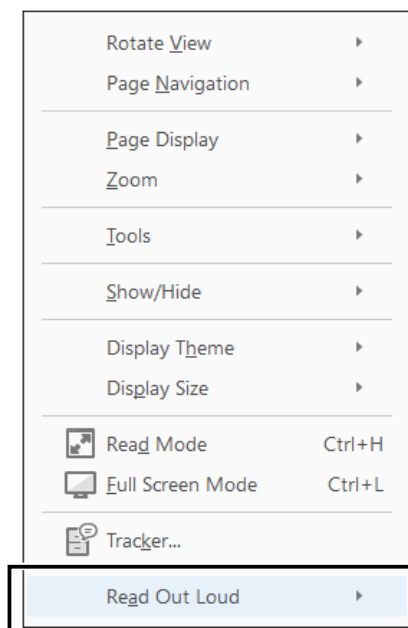 Rotate View
Page Navigation
Page Display
Zoom
Tools
Show/Hide
Display Theme
Display Size
Read Mode Ctrl+H
Full Screen Mode Ctrl+L
Tracker...
Read Out Loud